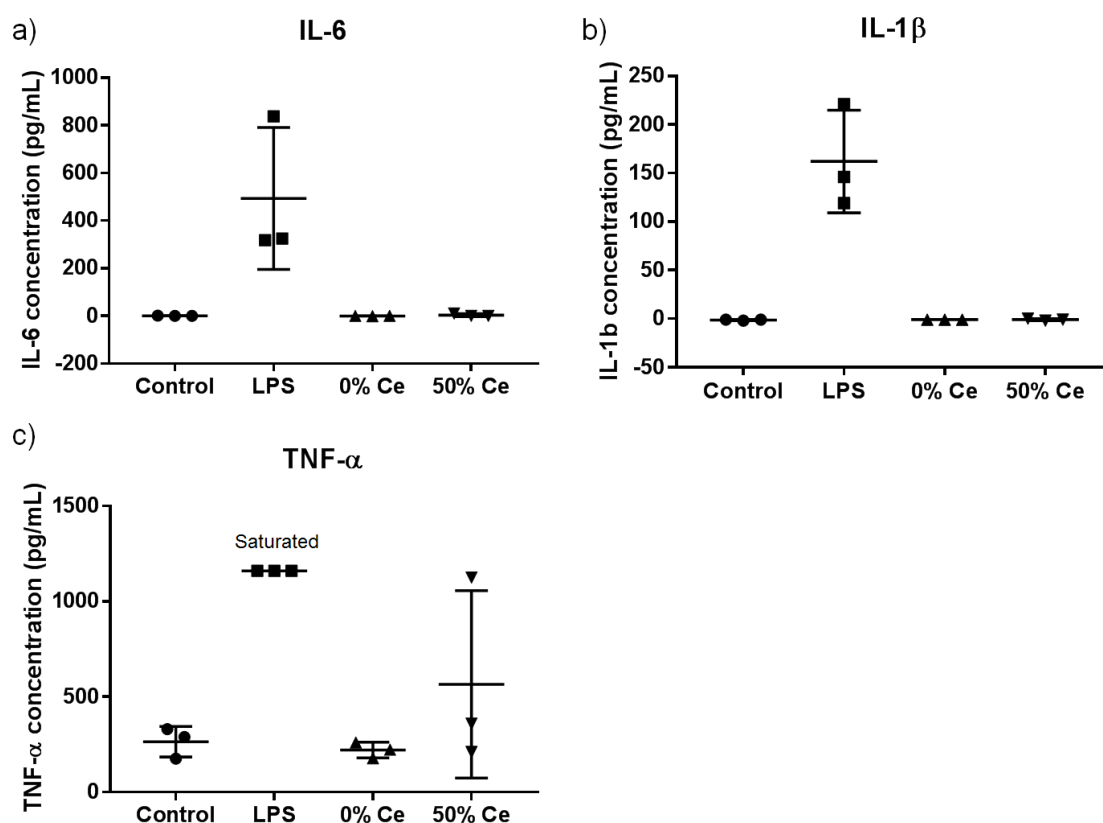 a)
IL-6
IL-6 concentration (pg/mL)
1000
800
600
400
200
0
-200
Control LPS 0% Ce 50% Ce
b)
IL-1β
IL-1b concentration (pg/mL)
250
200
150
100
50
0
-50
Control LPS 0% Ce 50% Ce
c)
TNF-α
TNF-α concentration (pg/mL)
1500
1000
500
0
Saturated
Control LPS 0% Ce 50% Ce